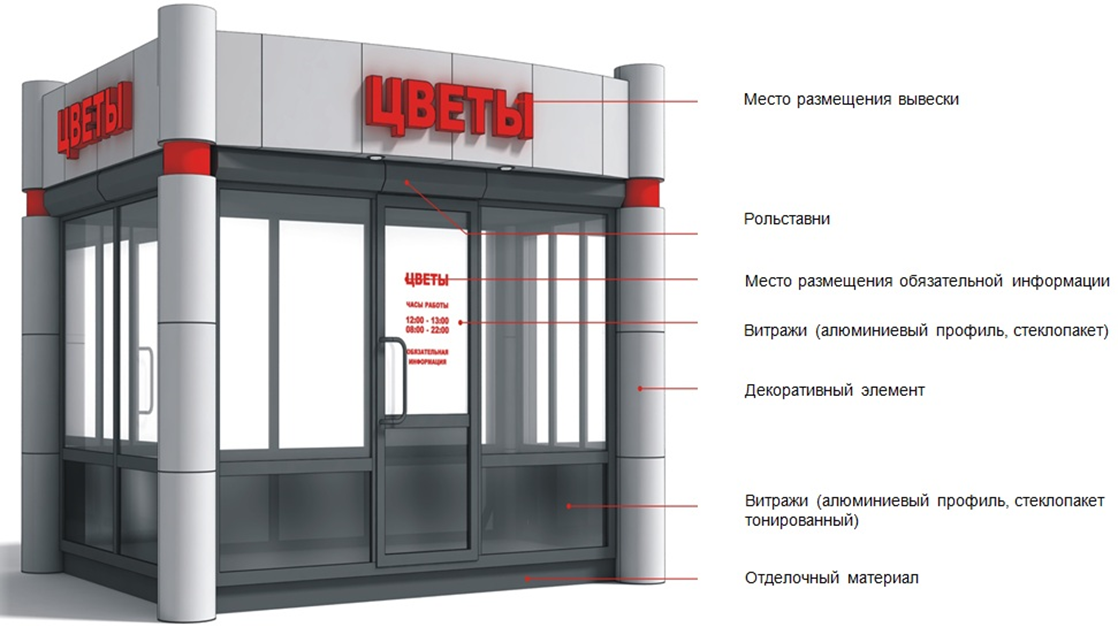 ЦВЕТЫ
ЦВЕТЫ
Место размещения вывески
Рольставни
ЦВЕТЫ
Место размещения обязательной информации
ЧАСЫ РАБОТЫ
12:00 - 13:00
08:00 - 22:00
Витражи (алюминиевый профиль, стеклопакет)
ОБЯЗАТЕЛЬНАЯ
ИНФОРМАЦИЯ
Декоративный элемент
Витражи (алюминиевый профиль, стеклопакет
тонированный)
Отделочный материал